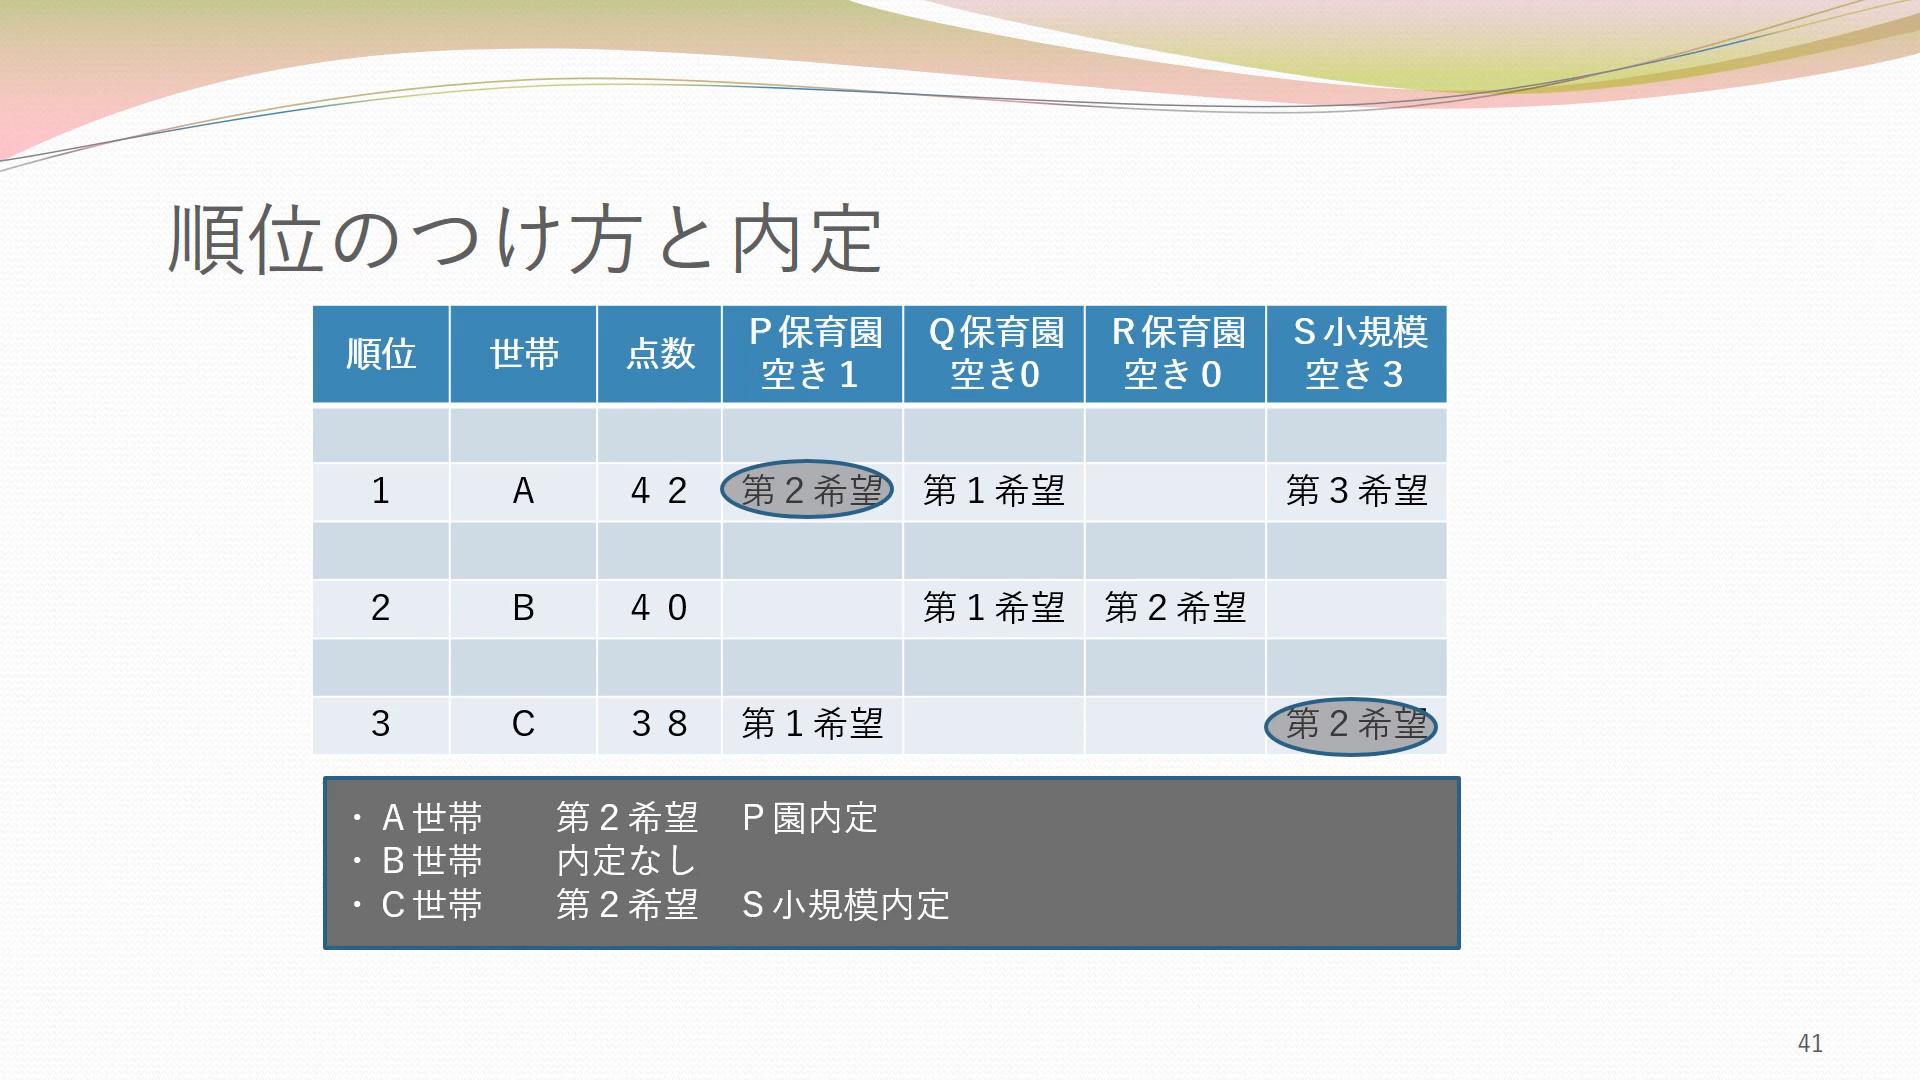 順位のつけ方と内定
順位 世帯 点数 Ｐ保育園 空き１ Ｑ保育園 空き0 Ｒ保育園 空き０ Ｓ小規模 空き３
1 A ４２ 第２希望 第１希望 第３希望
2 B ４０ 第１希望 第２希望
3 C ３８ 第１希望 第２希望
・Ａ世帯　　第２希望　Ｐ園内定
・Ｂ世帯　　内定なし
・Ｃ世帯　　第２希望　Ｓ小規模内定
41